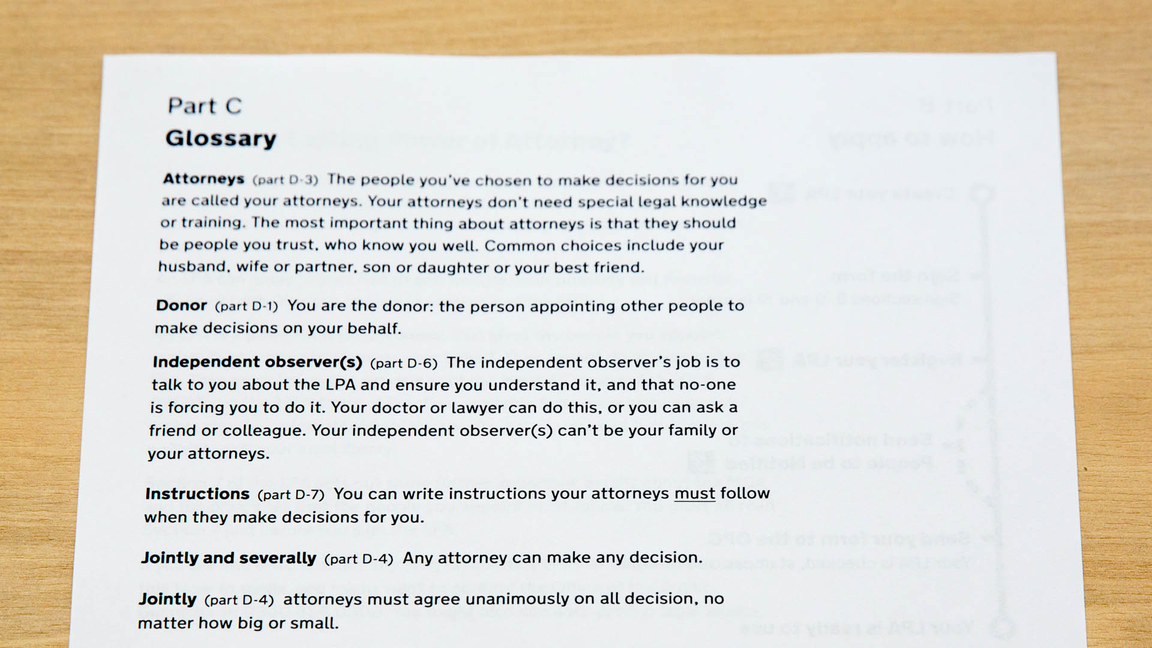 Part C
Glossary
Attorneys (part D-3) The people you've chosen to make decisions for you
are called your attorneys. Your attorneys don't need special legal knowledge
or training. The most important thing about attorneys is that they should
be people you trust, who know you well. Common choices include your
husband, wife or partner, son or daughter or your best friend.
Donor (part D-1) You are the donor: the person appointing other people to
make decisions on your behalf.
Independent observer(s) (part D-6) The independent observer's job is to
talk to you about the LPA and ensure you understand it, and that no-one
is forcing you to do it. Your doctor or lawyer can do this, or you can ask a
friend or colleague. Your independent observer(s) can't be your family or
your attorneys.
Instructions (part D-7) You can write instructions your attorneys must follow
when they make decisions for you.
Jointly and severally (part D-4) Any attorney can make any decision.
Jointly (part D-4) attorneys must agree unanimously on all decision, no
matter how big or small.